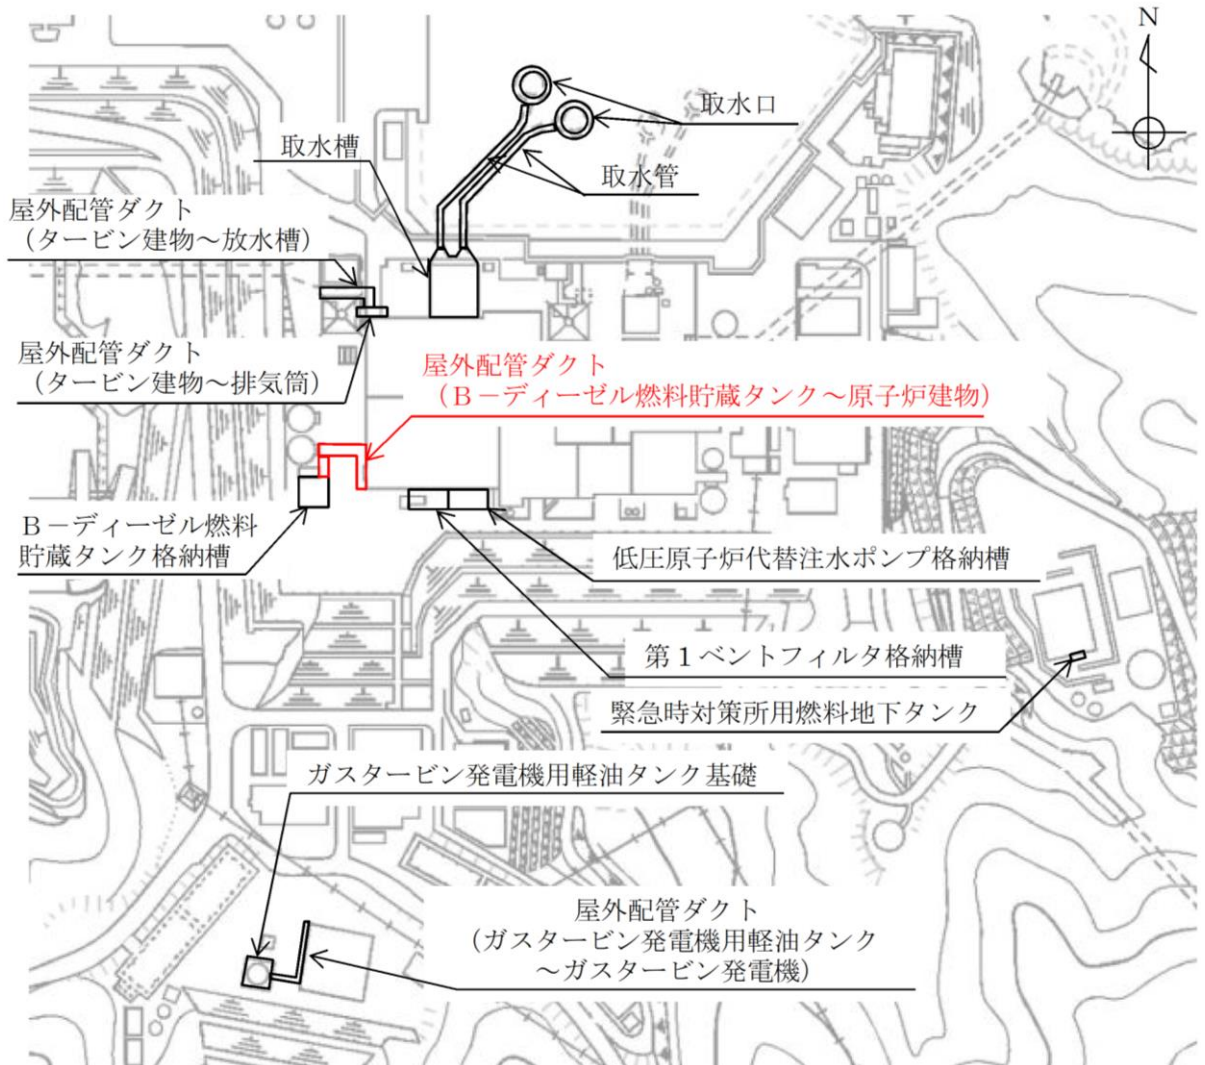 N
取水口
取水槽
取水管
屋外配管ダクト
（タービン建物～放水槽）
屋外配管ダクト
（タービン建物～排気筒）
屋外配管ダクト
（Ｂ－ディーゼル燃料貯蔵タンク～原子炉建物）
Ｂ－ディーゼル燃料
貯蔵タンク格納槽
低圧原子炉代替注水ポンプ格納槽
第１ベントフィルタ格納槽
緊急時対策所用燃料地下タンク
ガスタービン発電機用軽油タンク基礎
屋外配管ダクト
（ガスタービン発電機用軽油タンク
～ガスタービン発電機）